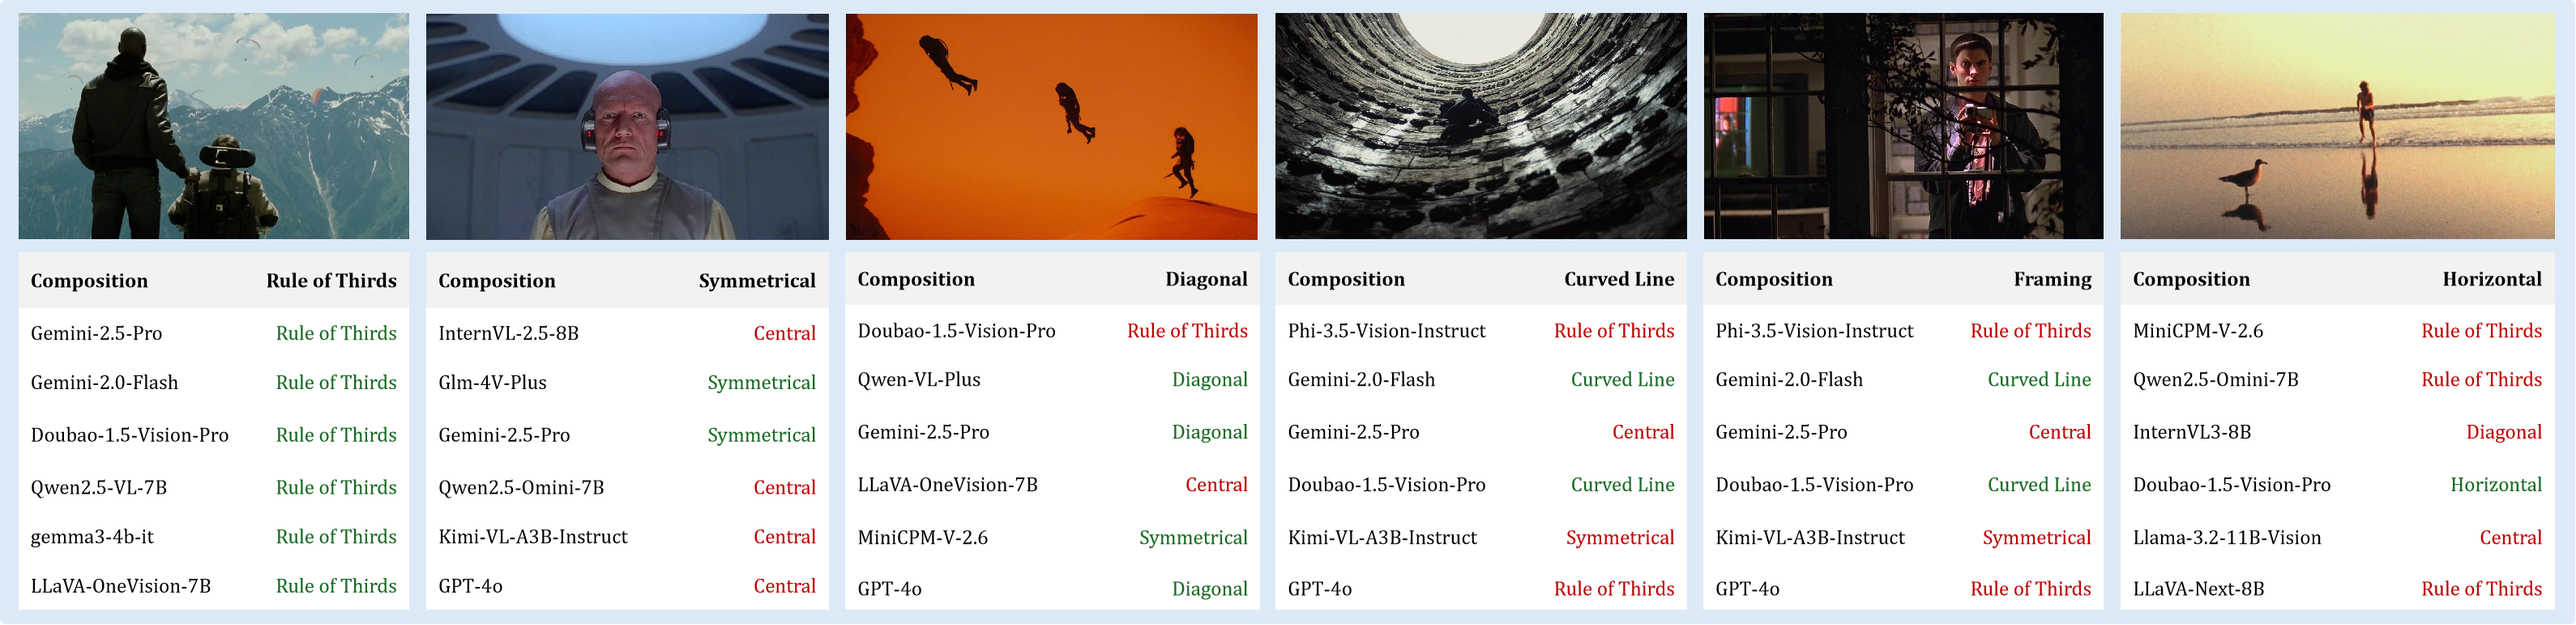 Composition Rule of Thirds
Gemini-2.5-Pro Rule of Thirds
Gemini-2.0-Flash Rule of Thirds
Doubao-1.5-Vision-Pro Rule of Thirds
Qwen2.5-VL-7B Rule of Thirds
gemma3-4b-it Rule of Thirds
LLaVA-OneVision-7B Rule of Thirds
Composition Symmetrical
InternVL-2.5-8B Central
Glm-4V-Plus Symmetrical
Gemini-2.5-Pro Symmetrical
Qwen2.5-Omini-7B Central
Kimi-VL-A3B-Instruct Central
GPT-4o Central
Composition Diagonal
Doubao-1.5-Vision-Pro Rule of Thirds
Qwen-VL-Plus Diagonal
Gemini-2.5-Pro Diagonal
LLaVA-OneVision-7B Central
MiniCPM-V-2.6 Symmetrical
GPT-4o Diagonal
Composition Curved Line
Phi-3.5-Vision-Instruct Rule of Thirds
Gemini-2.0-Flash Curved Line
Gemini-2.5-Pro Central
Doubao-1.5-Vision-Pro Curved Line
Kimi-VL-A3B-Instruct Symmetrical
GPT-4o Rule of Thirds
Composition Framing
Phi-3.5-Vision-Instruct Rule of Thirds
Gemini-2.0-Flash Curved Line
Gemini-2.5-Pro Central
Doubao-1.5-Vision-Pro Curved Line
Kimi-VL-A3B-Instruct Symmetrical
GPT-4o Rule of Thirds
Composition Horizontal
MiniCPM-V-2.6 Rule of Thirds
Qwen2.5-Omini-7B Rule of Thirds
InternVL3-8B Diagonal
Doubao-1.5-Vision-Pro Horizontal
Llama-3.2-11B-Vision Central
LLaVA-Next-8B Rule of Thirds